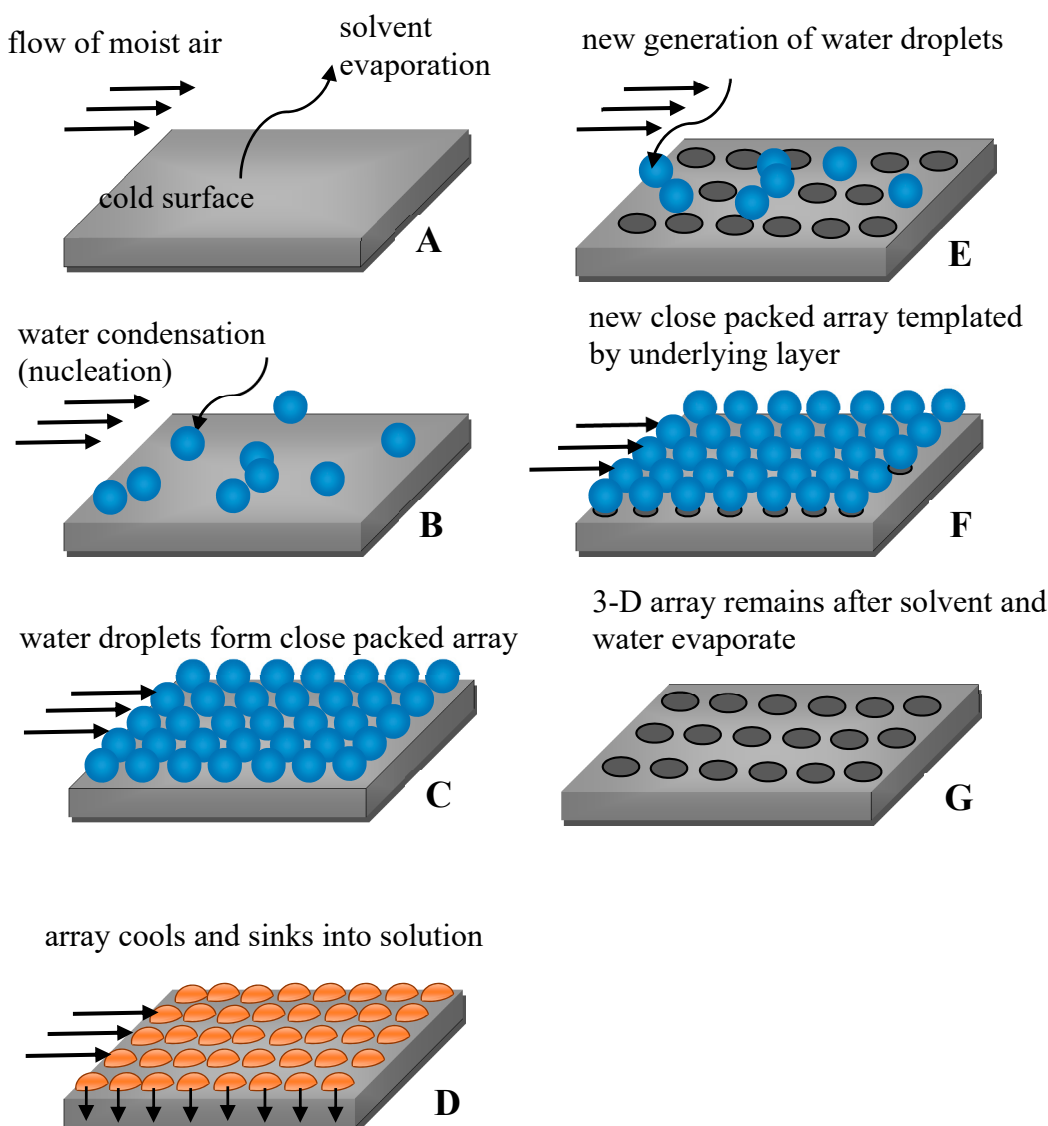 flow of moist air
solvent
evaporation
cold surface
A
water condensation
(nucleation)
B
water droplets form close packed array
C
array cools and sinks into solution
D
new generation of water droplets
E
new close packed array templated
by underlying layer
F
3-D array remains after solvent and
water evaporate
G